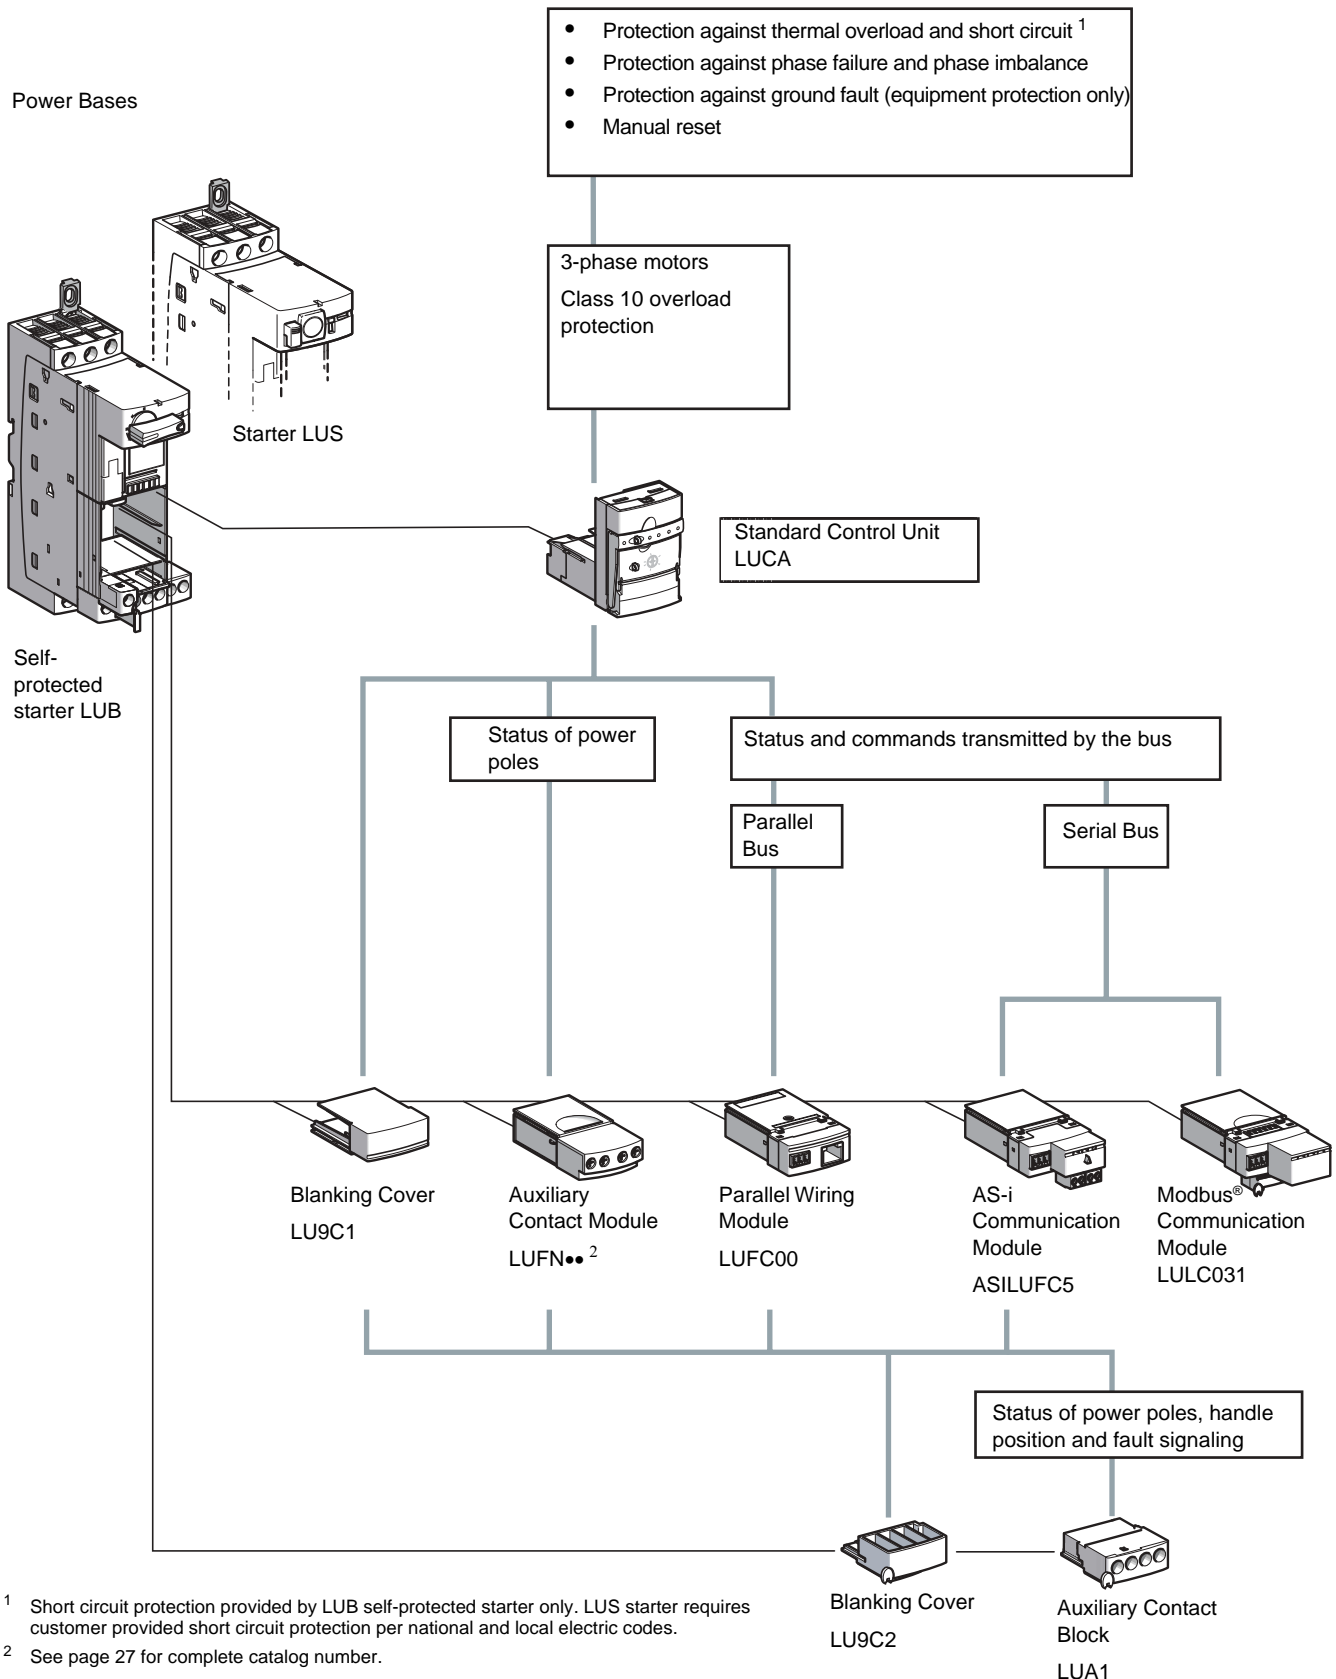 • Protection against thermal overload and short circuit 1
• Protection against phase failure and phase imbalance
• Protection against ground fault (equipment protection only)
• Manual reset
Power Bases
3-phase motors
Class 10 overload
protection
Starter LUS
Standard Control Unit
LUCA
Self-
protected
starter LUB
Status of power
poles
Status and commands transmitted by the bus
Parallel
Bus
Serial Bus
Blanking Cover
LU9C1
Auxiliary
Contact Module
LUFN•• 2
Parallel Wiring
Module
LUFC00
AS-i
Communication
Module
ASILUFC5
Modbus®
Communication
Module
LULC031
Status of power poles, handle
position and fault signaling
Blanking Cover
LU9C2
Auxiliary Contact
Block
LUA1
1 Short circuit protection provided by LUB self-protected starter only. LUS starter requires
customer provided short circuit protection per national and local electric codes.
2 See page 27 for complete catalog number.